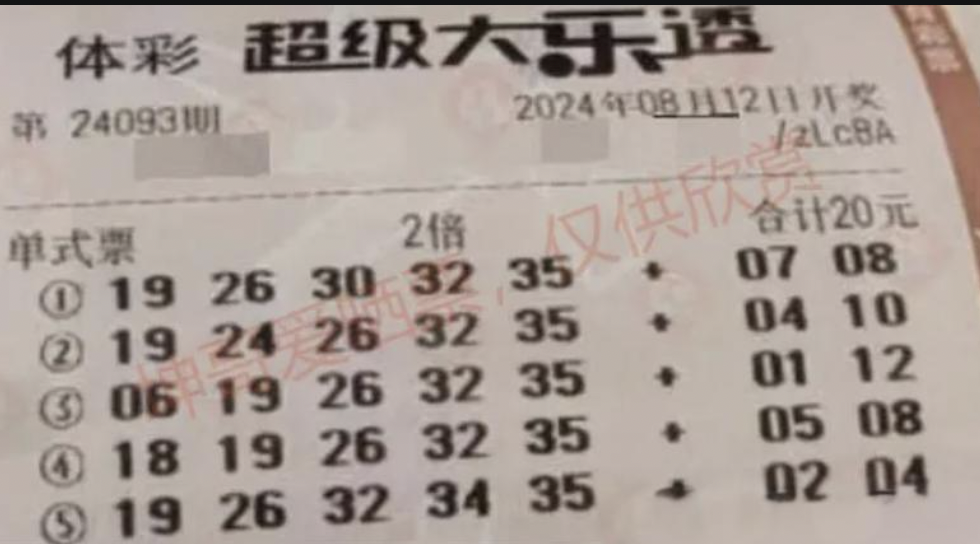 体彩 超级大乐透
第 24093期 2024年08月12日开奖
/zLcBA
单式票 2倍 合计20元
① 19 26 30 32 35 + 07 08
② 19 24 26 32 35 + 04 10
③ 06 19 26 32 35 + 01 12
④ 18 19 26 32 35 + 05 08
⑤ 19 26 32 34 35 + 02 04
坤哥爱晒票,仅供欣赏